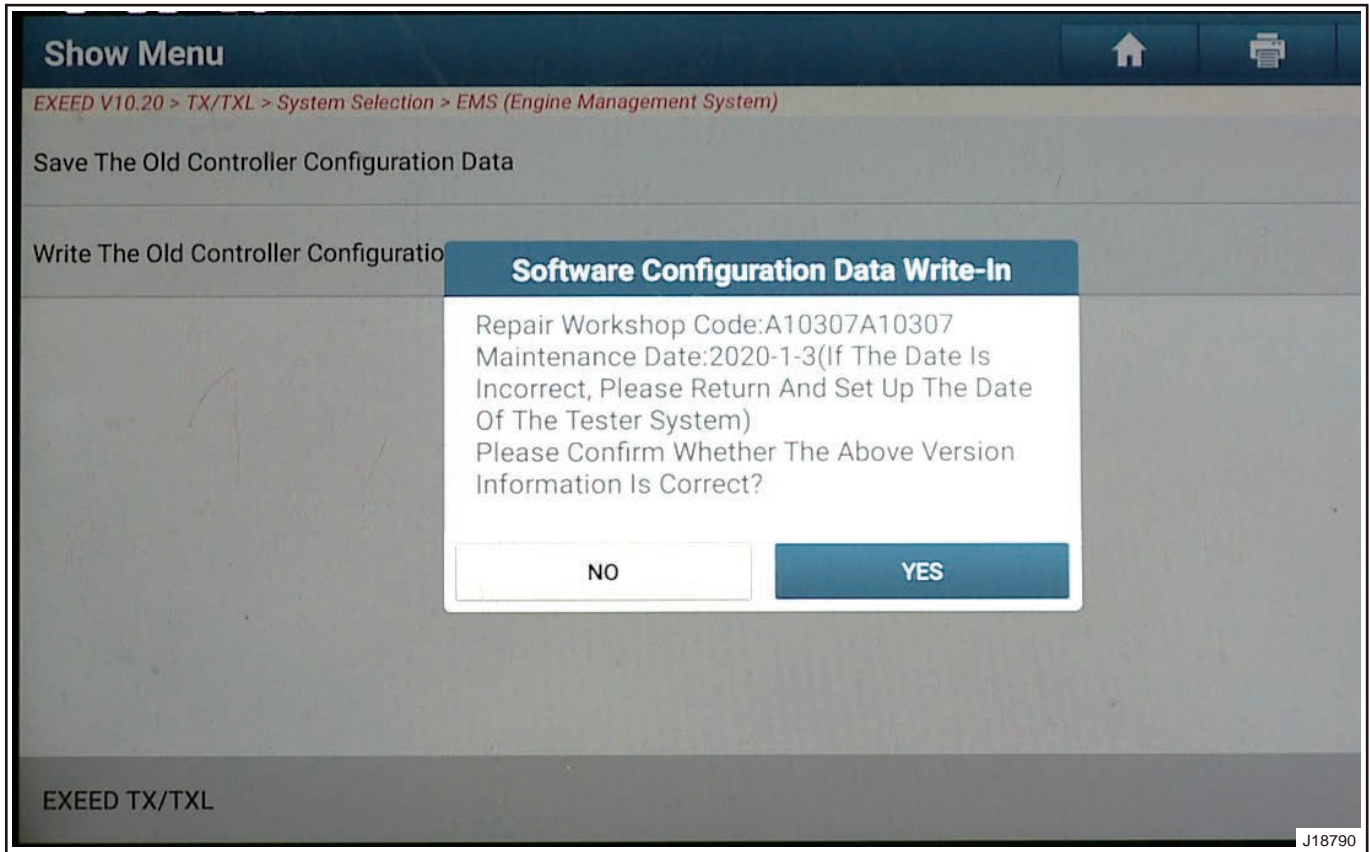 Show Menu
EXEED V10.20 > TX/TXL > System Selection > EMS (Engine Management System)
Save The Old Controller Configuration Data
Write The Old Controller Configuratio
Software Configuration Data Write-In
Repair Workshop Code:A10307A10307
Maintenance Date:2020-1-3(If The Date Is
Incorrect, Please Return And Set Up The Date
Of The Tester System)
Please Confirm Whether The Above Version
Information Is Correct?
NO
YES
EXEED TX/TXL
J18790